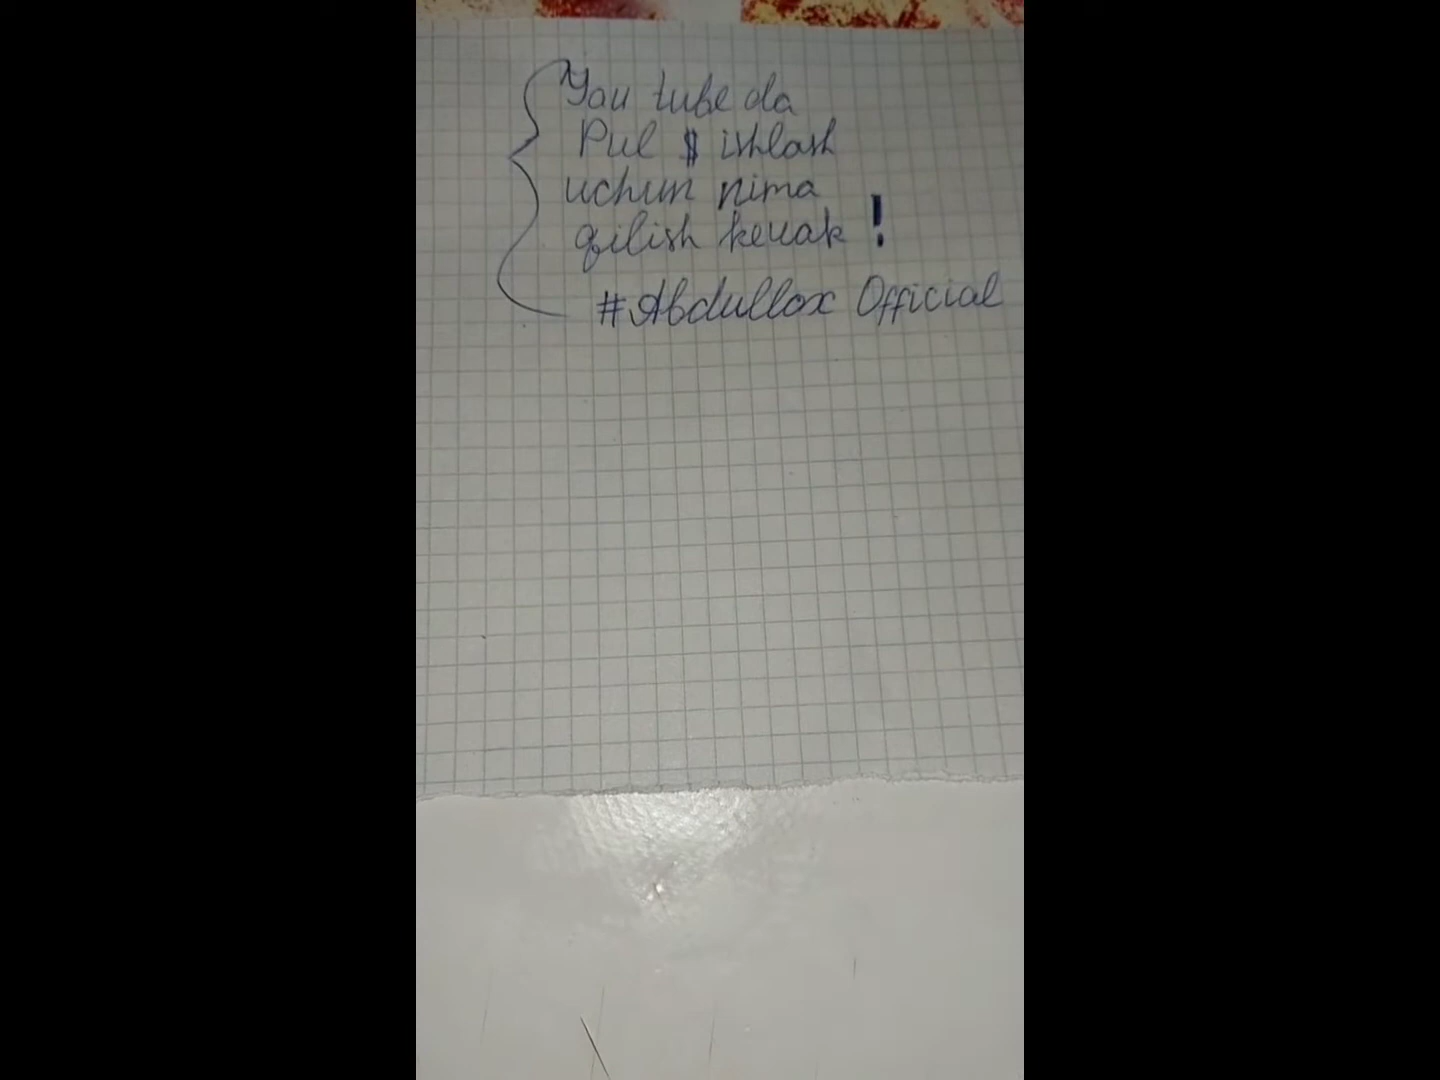 You tube da
Pul $ ishlash
uchun nima
qilish kerak !
#Abdullox Official